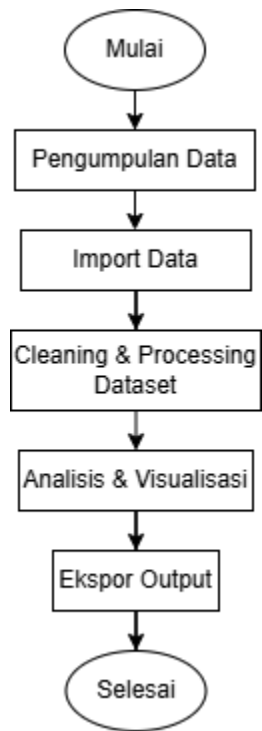 Mulai
Pengumpulan Data
Import Data
Cleaning & Processing
Dataset
Analisis & Visualisasi
Ekspor Output
Selesai